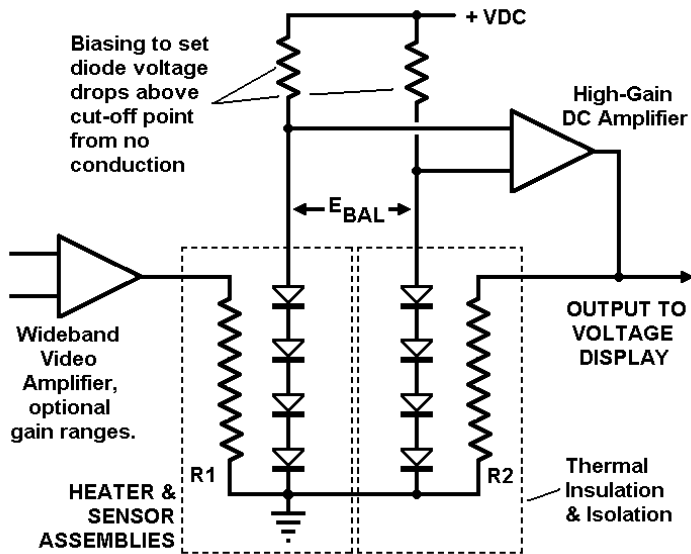 + VDC
Biasing to set
diode voltage
drops above
cut-off point
from no
conduction
High-Gain
DC Amplifier
E BAL
Wideband
Video
Amplifier,
optional
gain ranges.
OUTPUT TO
VOLTAGE
DISPLAY
R1
R2
HEATER &
SENSOR
ASSEMBLIES
Thermal
Insulation
& Isolation